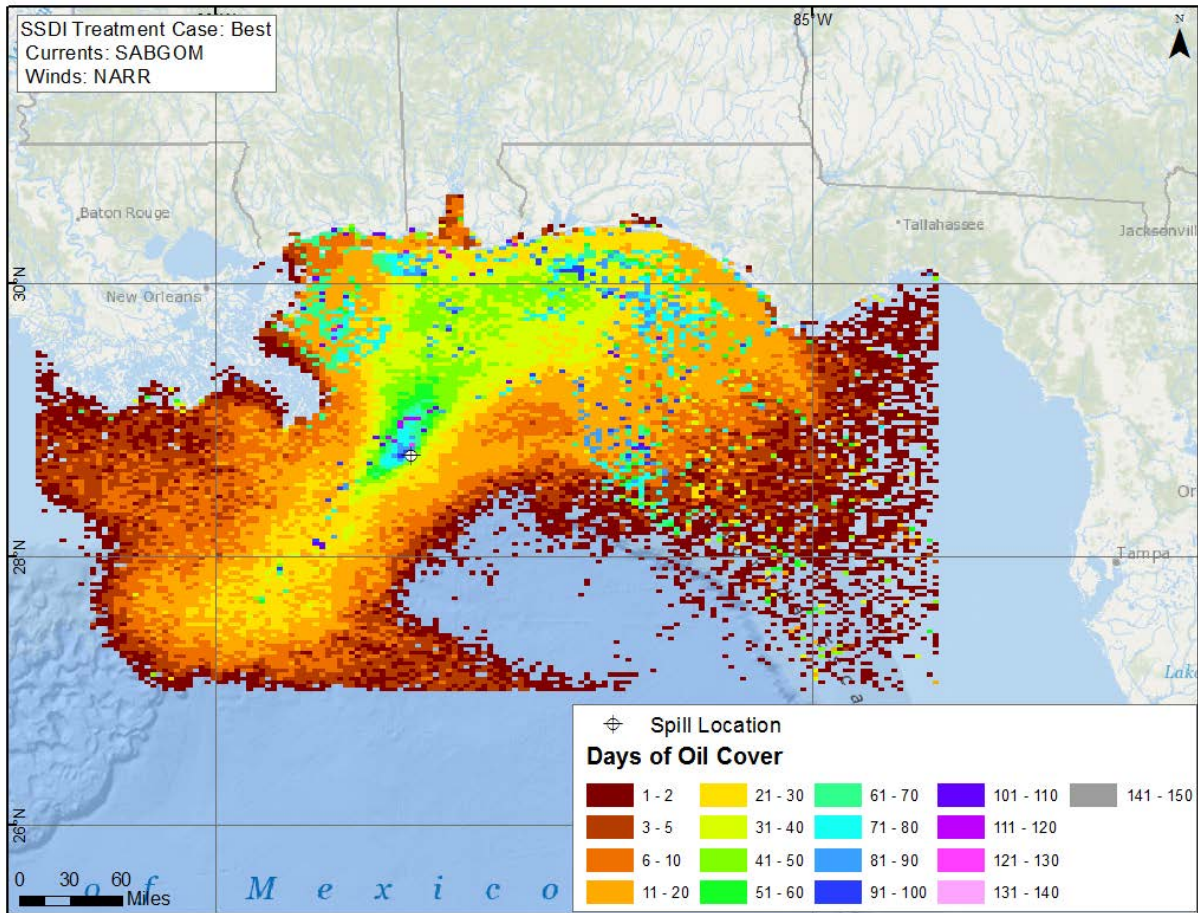 SSDI Treatment Case: Best
Currents: SABGOM
Winds: NARR
85°W
N
Baton Rouge
Tallahassee
Jacksonvill
30°N
New Orleans
Or
28°N
Tampa
Lake
c a
26°N
0 30 60
Miles
o f M e x i c o
Spill Location
Days of Oil Cover
1 - 2 21 - 30 61 - 70 101 - 110 141 - 150
3 - 5 31 - 40 71 - 80 111 - 120
6 - 10 41 - 50 81 - 90 121 - 130
11 - 20 51 - 60 91 - 100 131 - 140